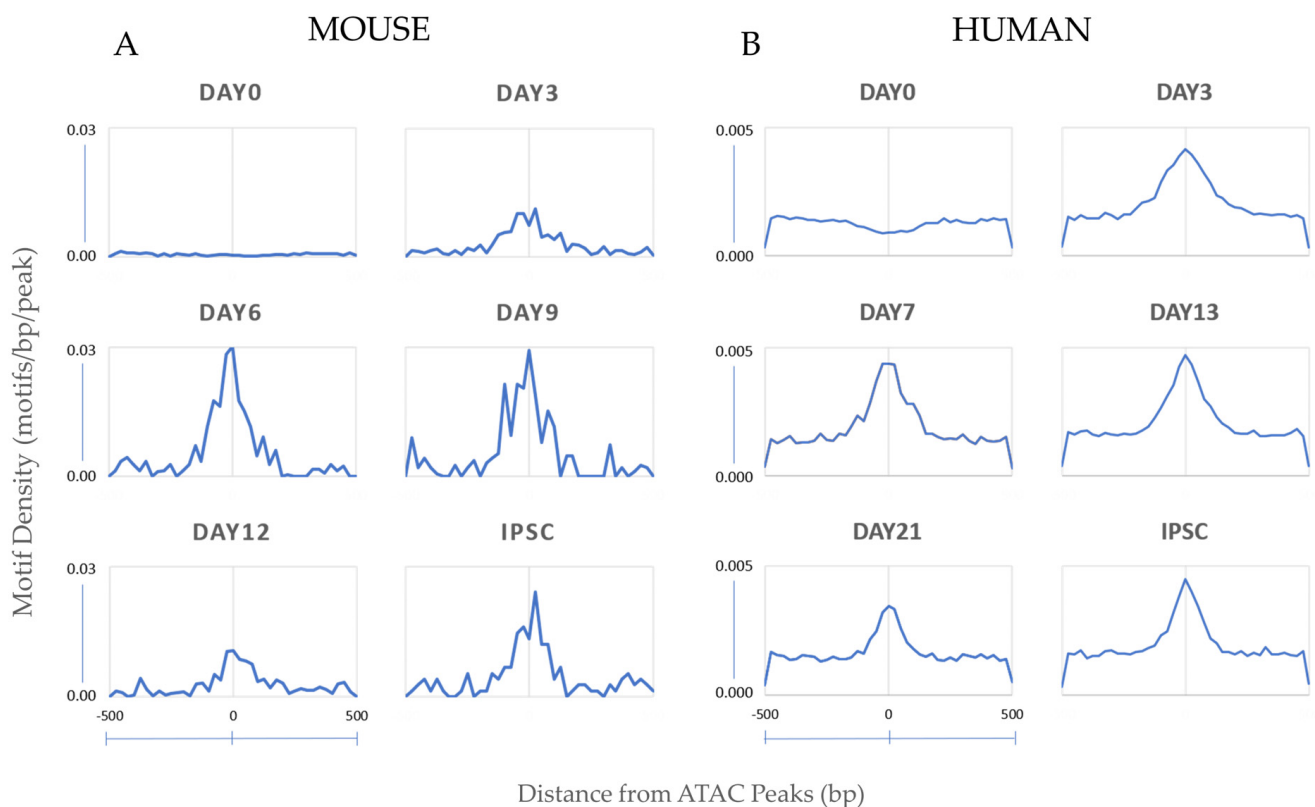 A MOUSE
DAY0 DAY3
0.03
0.00
DAY6 DAY9
0.03
0.00
DAY12 IPSC
0.03
0.00
-500 0 500
B HUMAN
DAY0 DAY3
0.005
0.000
DAY7 DAY13
0.005
0.000
DAY21 IPSC
0.005
0.000
-500 0 500
Motif Density (motifs/bp/peak)
Distance from ATAC Peaks (bp)